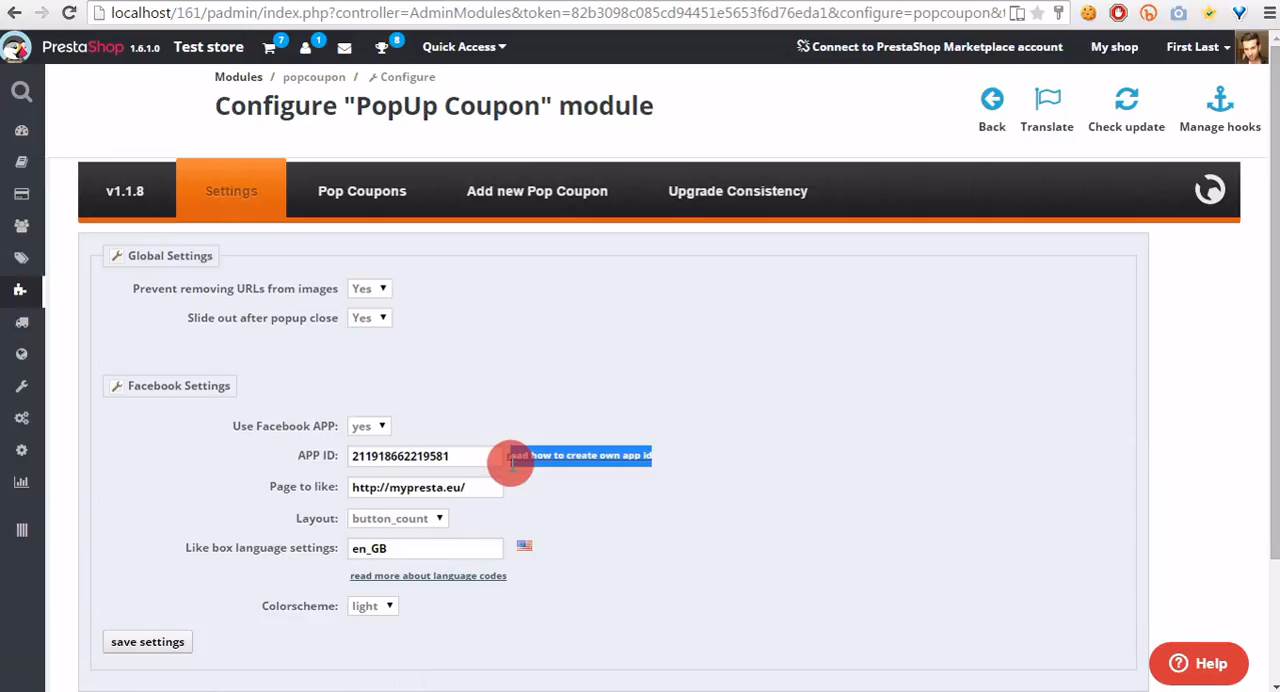 localhost/161/padmin/index.php?controller=AdminModules&token=82b3098c085cd94451e5653f6d76eda1&configure=popcoupon&
PrestaShop 1.6.1.0 Test store 7 1 8 Quick Access Connect to PrestaShop Marketplace account My shop First Last
Modules / popcoupon / Configure
Configure "PopUp Coupon" module
Back Translate Check update Manage hooks
v1.1.8 Settings Pop Coupons Add new Pop Coupon Upgrade Consistency
Global Settings
Prevent removing URLs from images Yes
Slide out after popup close Yes
Facebook Settings
Use Facebook APP: yes
APP ID: 211918662219581 read how to create own app id
Page to like: http://mypresta.eu/
Layout: button_count
Like box language settings: en_GB
read more about language codes
Colorscheme: light
save settings
Help